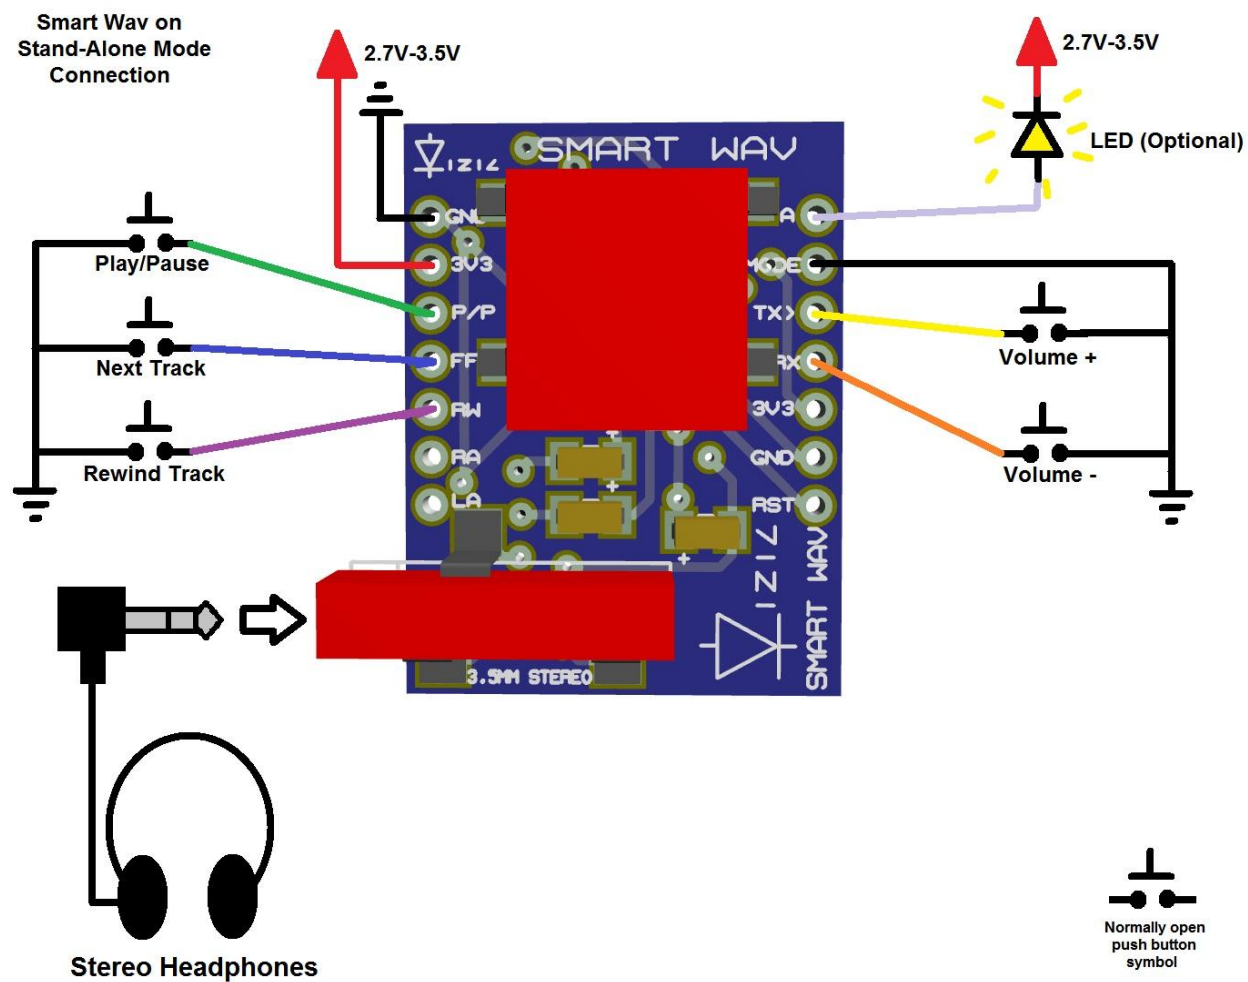 Smart Wav on
Stand-Alone Mode
Connection
2.7V-3.5V
2.7V-3.5V
LED (Optional)
SMART WAV
IZIZ
GND
3V3
P/P
FF
RW
RA
LA
A
MODE
TX
RX
3V3
GND
RST
Play/Pause
Next Track
Rewind Track
Volume +
Volume -
IZIZ
SMART WAV
3.5MM STEREO
Stereo Headphones
Normally open
push button
symbol